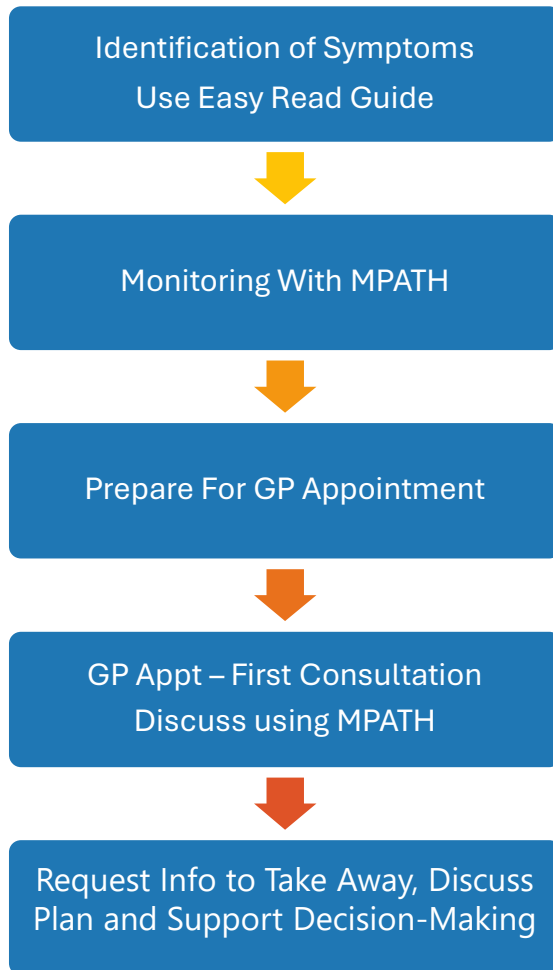 Identification of Symptoms
Use Easy Read Guide
Monitoring With MPATH
Prepare For GP Appointment
GP Appt – First Consultation
Discuss using MPATH
Request Info to Take Away, Discuss
Plan and Support Decision-Making